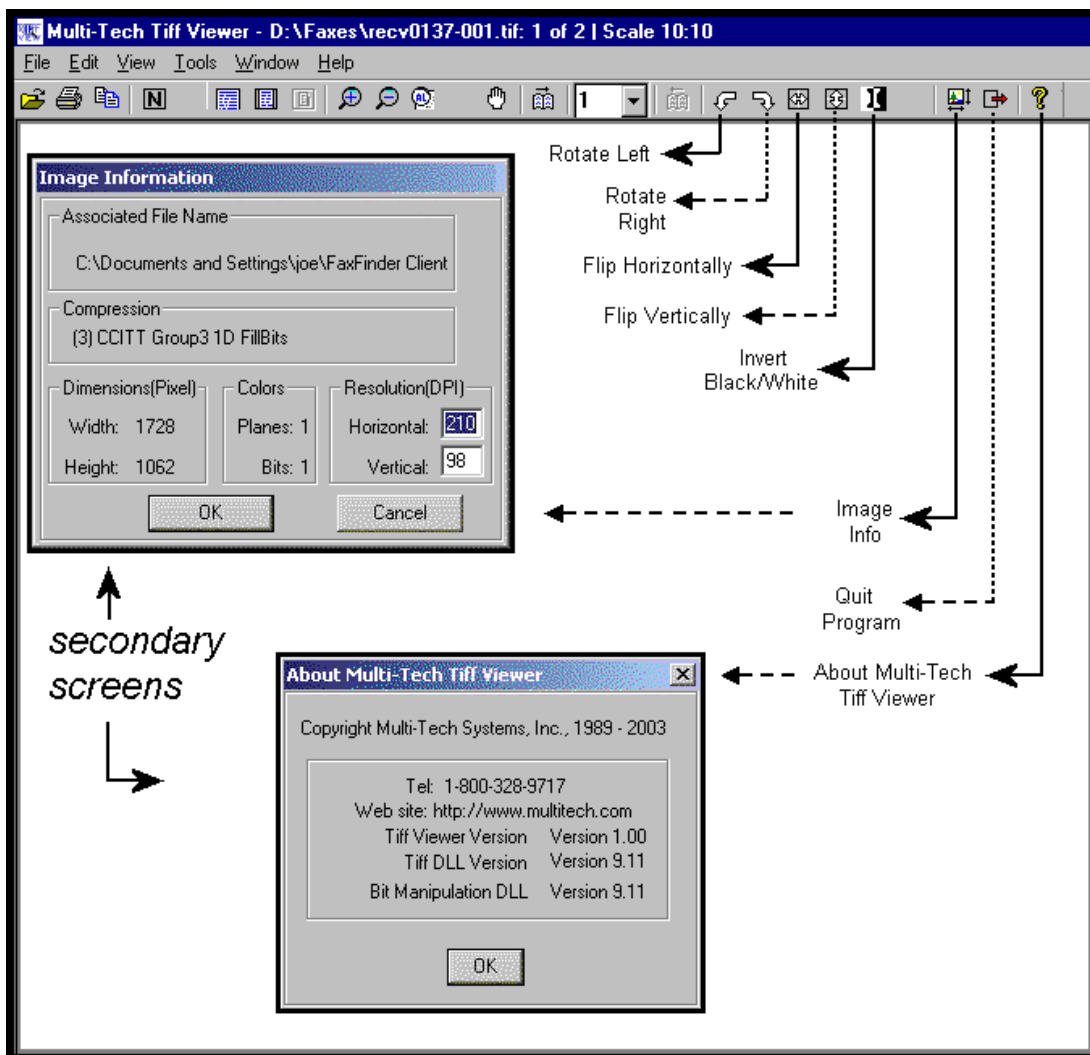 Multi-Tech Tiff Viewer - D:\Faxes\recv0137-001.tif: 1 of 2 | Scale 10:10
File Edit View Tools Window Help
N AL 1 ?
Rotate Left
Rotate
Right
Flip Horizontally
Flip Vertically
Invert
Black/White
Image Information
Associated File Name
C:\Documents and Settings\joe\FaxFinder Client
Compression
(3) CCITT Group3 1D FillBits
Dimensions(Pixel) Colors Resolution(DPI)
Width: 1728 Planes: 1 Horizontal: 210
Height: 1062 Bits: 1 Vertical: 98
OK Cancel
Image
Info
Quit
Program
secondary
screens
About Multi-Tech
Tiff Viewer
About Multi-Tech Tiff Viewer
Copyright Multi-Tech Systems, Inc., 1989 - 2003
Tel: 1-800-328-9717
Web site: http://www.multitech.com
Tiff Viewer Version Version 1.00
Tiff DLL Version Version 9.11
Bit Manipulation DLL Version 9.11
OK